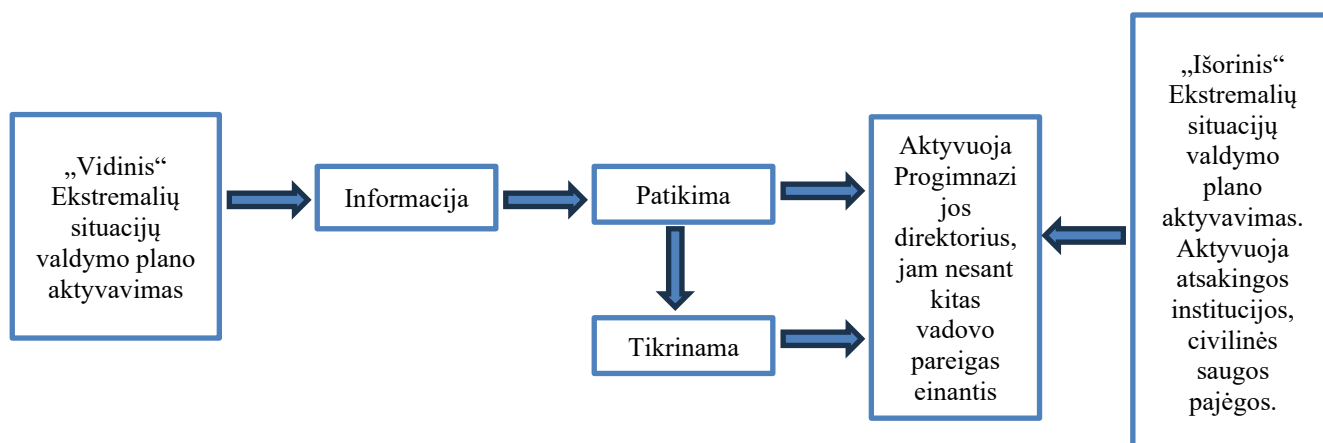 „Vidinis“
Ekstremalių
situacijų
valdymo plano
aktyvavimas
Informacija
Patikima
Tikrinama
Aktyvuoja
Progimnazi
jos
direktorius,
jam nesant
kitas
vadovo
pareigas
einantis
„Išorinis“
Ekstremalių
situacijų
valdymo
plano
aktyvavimas.
Aktyvuoja
atsakingos
institucijos,
civilinės
saugos
pajėgos.